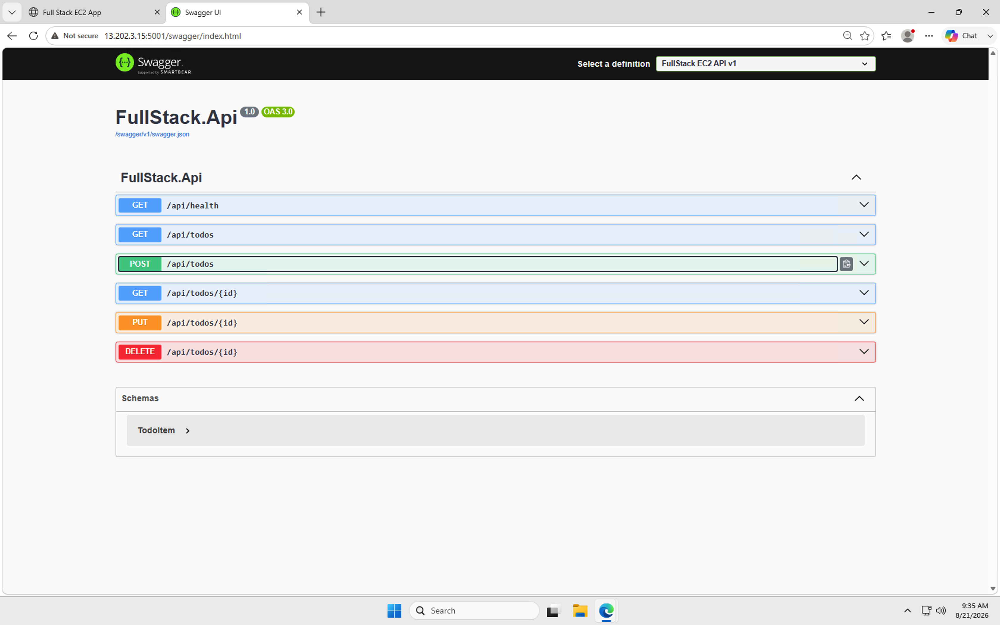 Full Stack EC2 App
Swagger UI
Not secure 13.202.3.15:5001/swagger/index.html
Chat
Swagger
Supported by SMARTBEAR
Select a definition
FullStack EC2 API v1
FullStack.Api 1.0 OAS 3.0
/swagger/v1/swagger.json
FullStack.Api
GET /api/health
GET /api/todos
POST /api/todos
GET /api/todos/{id}
PUT /api/todos/{id}
DELETE /api/todos/{id}
Schemas
TodoItem
Search
9:35 AM
8/21/2026